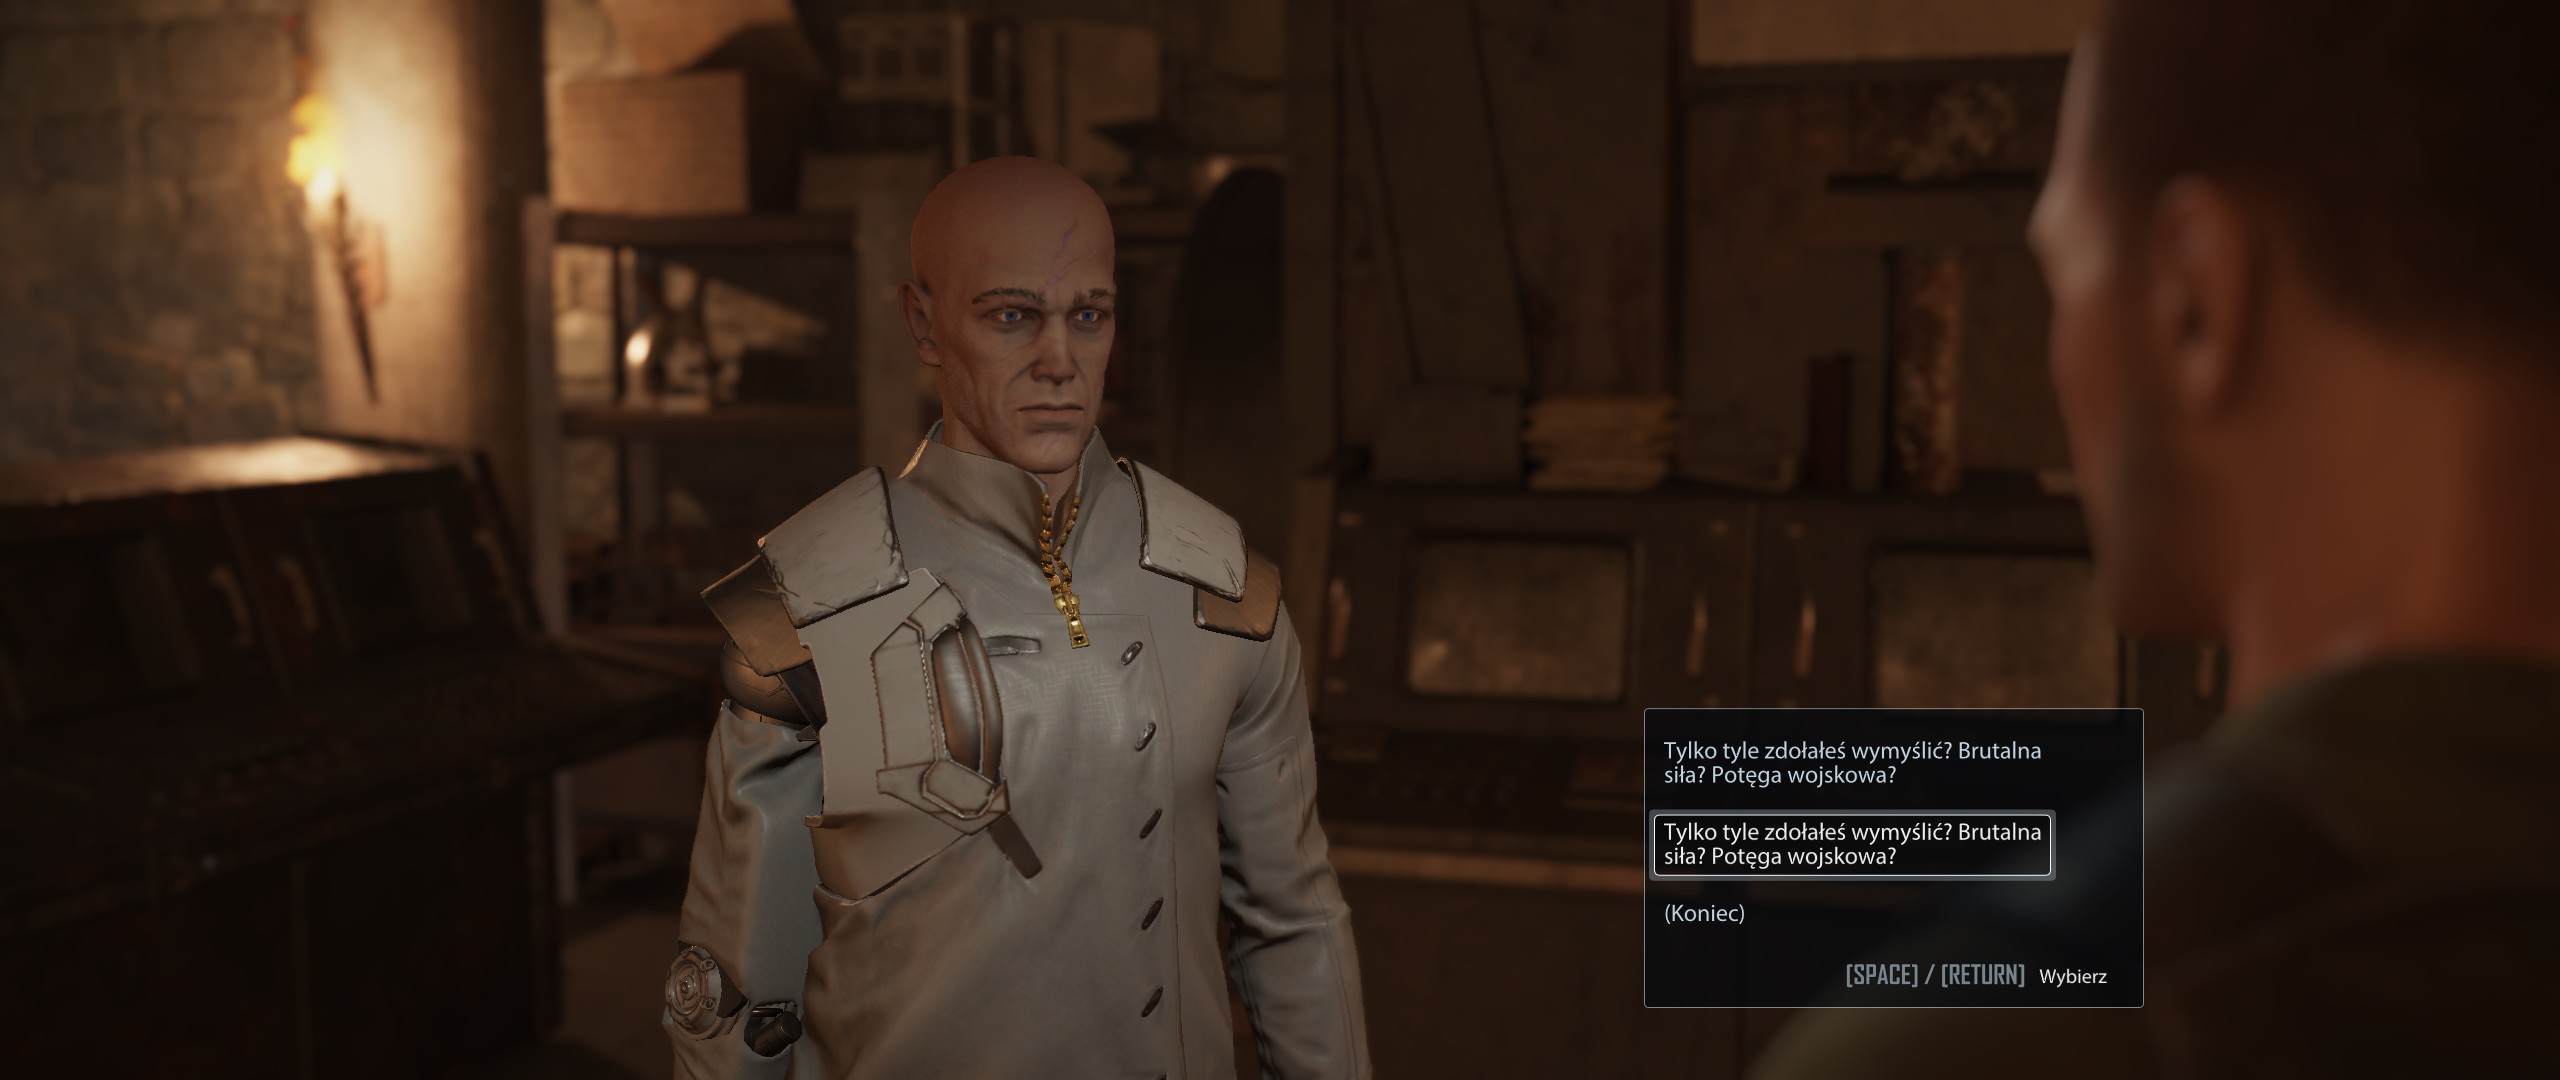 Tylko tyle zdołałeś wymyślić? Brutalna
siła? Potęga wojskowa?
Tylko tyle zdołałeś wymyślić? Brutalna
siła? Potęga wojskowa?
(Koniec)
[SPACE] / [RETURN] Wybierz